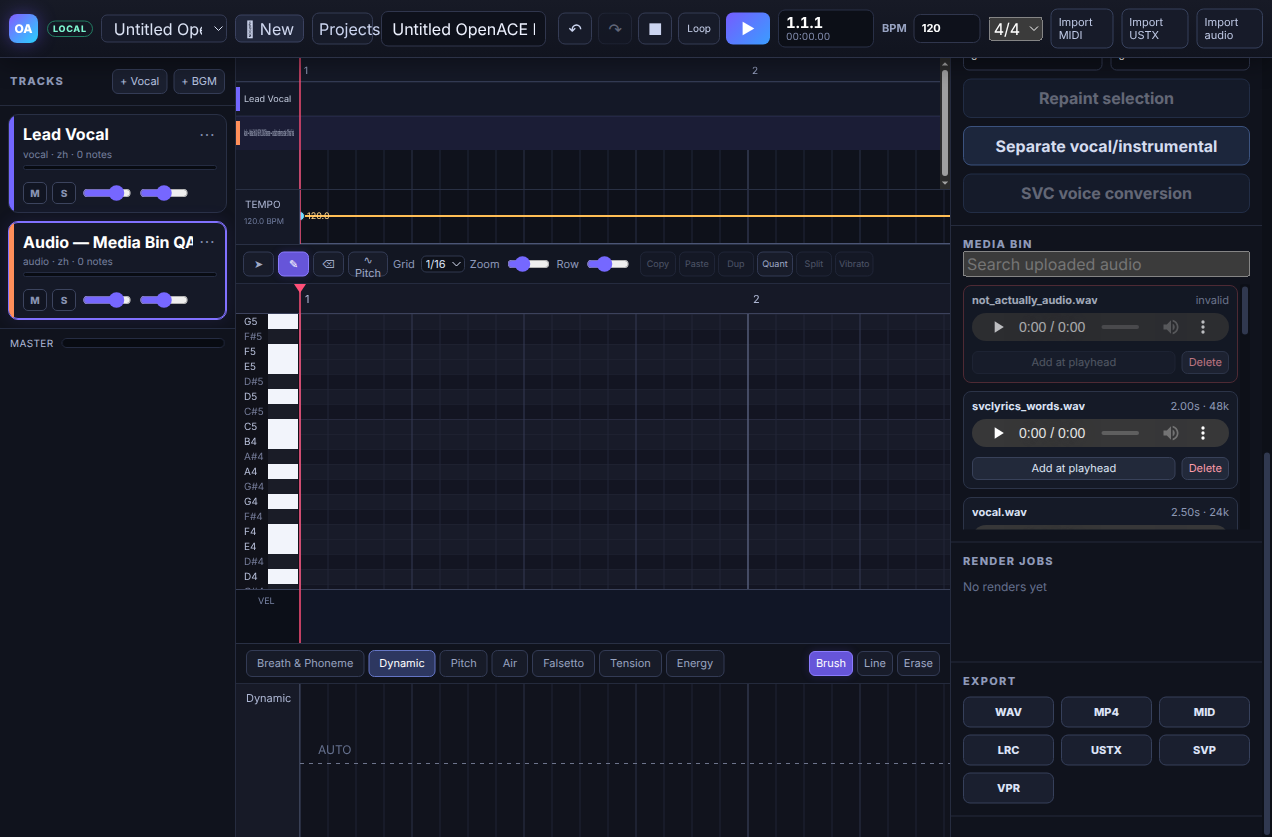 OA
LOCAL
Untitled Ope
New
Projects
Untitled OpenACE
Loop
1.1.1
00:00.00
BPM
120
4/4
Import MIDI
Import USTX
Import audio
TRACKS
+ Vocal
+ BGM
Lead Vocal
vocal · zh · 0 notes
M
S
Audio — Media Bin QA
audio · zh · 0 notes
M
S
MASTER
1
2
Lead Vocal
TEMPO
120.0 BPM
120.0
Pitch
Grid
1/16
Zoom
Row
Copy
Paste
Dup
Quant
Split
Vibrato
1
2
G5
F#5
F5
E5
D#5
D5
C#5
C5
B4
A#4
A4
G#4
G4
F#4
F4
E4
D#4
D4
VEL
Breath & Phoneme
Dynamic
Pitch
Air
Falsetto
Tension
Energy
Brush
Line
Erase
Dynamic
AUTO
Repaint selection
Separate vocal/instrumental
SVC voice conversion
MEDIA BIN
Search uploaded audio
not_actually_audio.wav
invalid
0:00 / 0:00
Add at playhead
Delete
svclyrics_words.wav
2.00s · 48k
0:00 / 0:00
Add at playhead
Delete
vocal.wav
2.50s · 24k
RENDER JOBS
No renders yet
EXPORT
WAV
MP4
MID
LRC
USTX
SVP
VPR